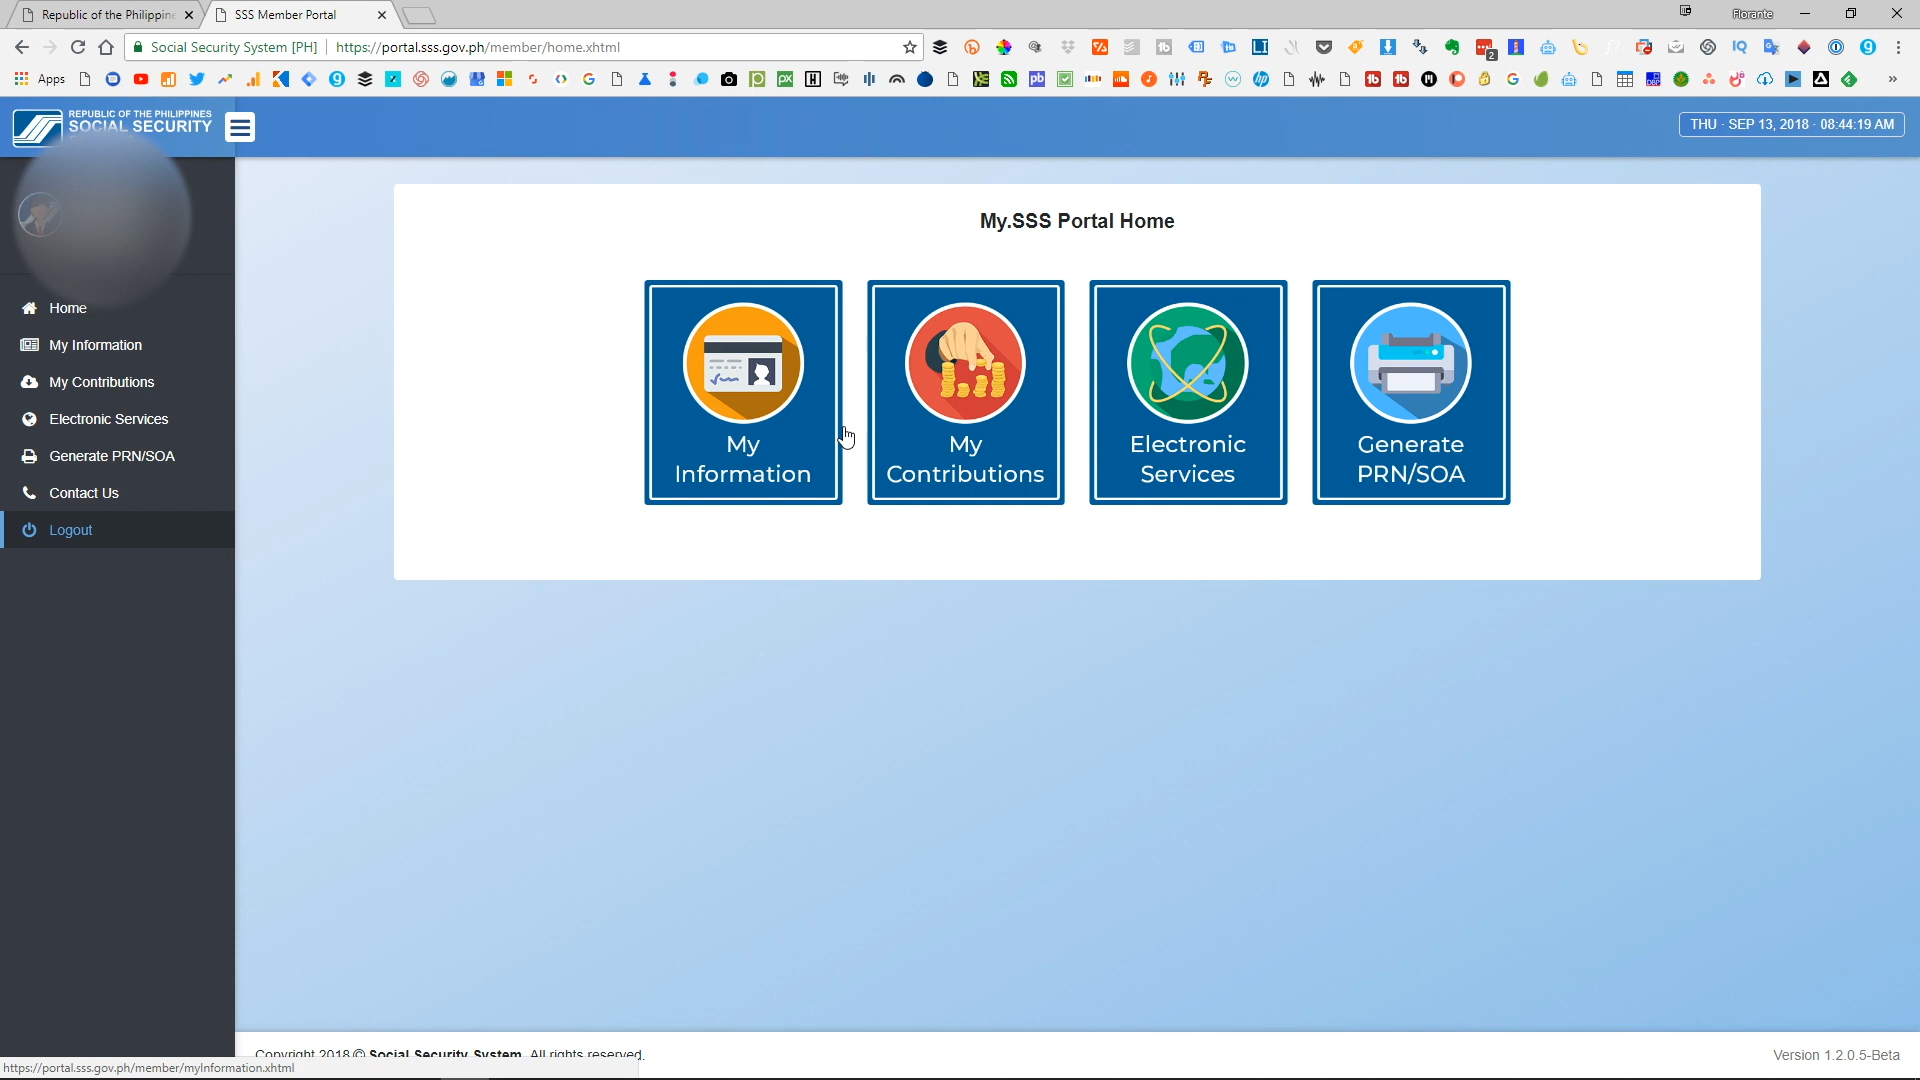 Republic of the Philippine
SSS Member Portal
Florante
Social Security System [PH]
https://portal.sss.gov.ph/member/home.xhtml
Apps
REPUBLIC OF THE PHILIPPINES
SOCIAL SECURITY
THU · SEP 13, 2018 · 08:44:19 AM
My.SSS Portal Home
Home
My Information
My Contributions
Electronic Services
Generate PRN/SOA
Contact Us
Logout
My
Information
My
Contributions
Electronic
Services
Generate
PRN/SOA
Copyright 2018 © Social Security System. All rights reserved.
Version 1.2.0.5-Beta
https://portal.sss.gov.ph/member/myInformation.xhtml